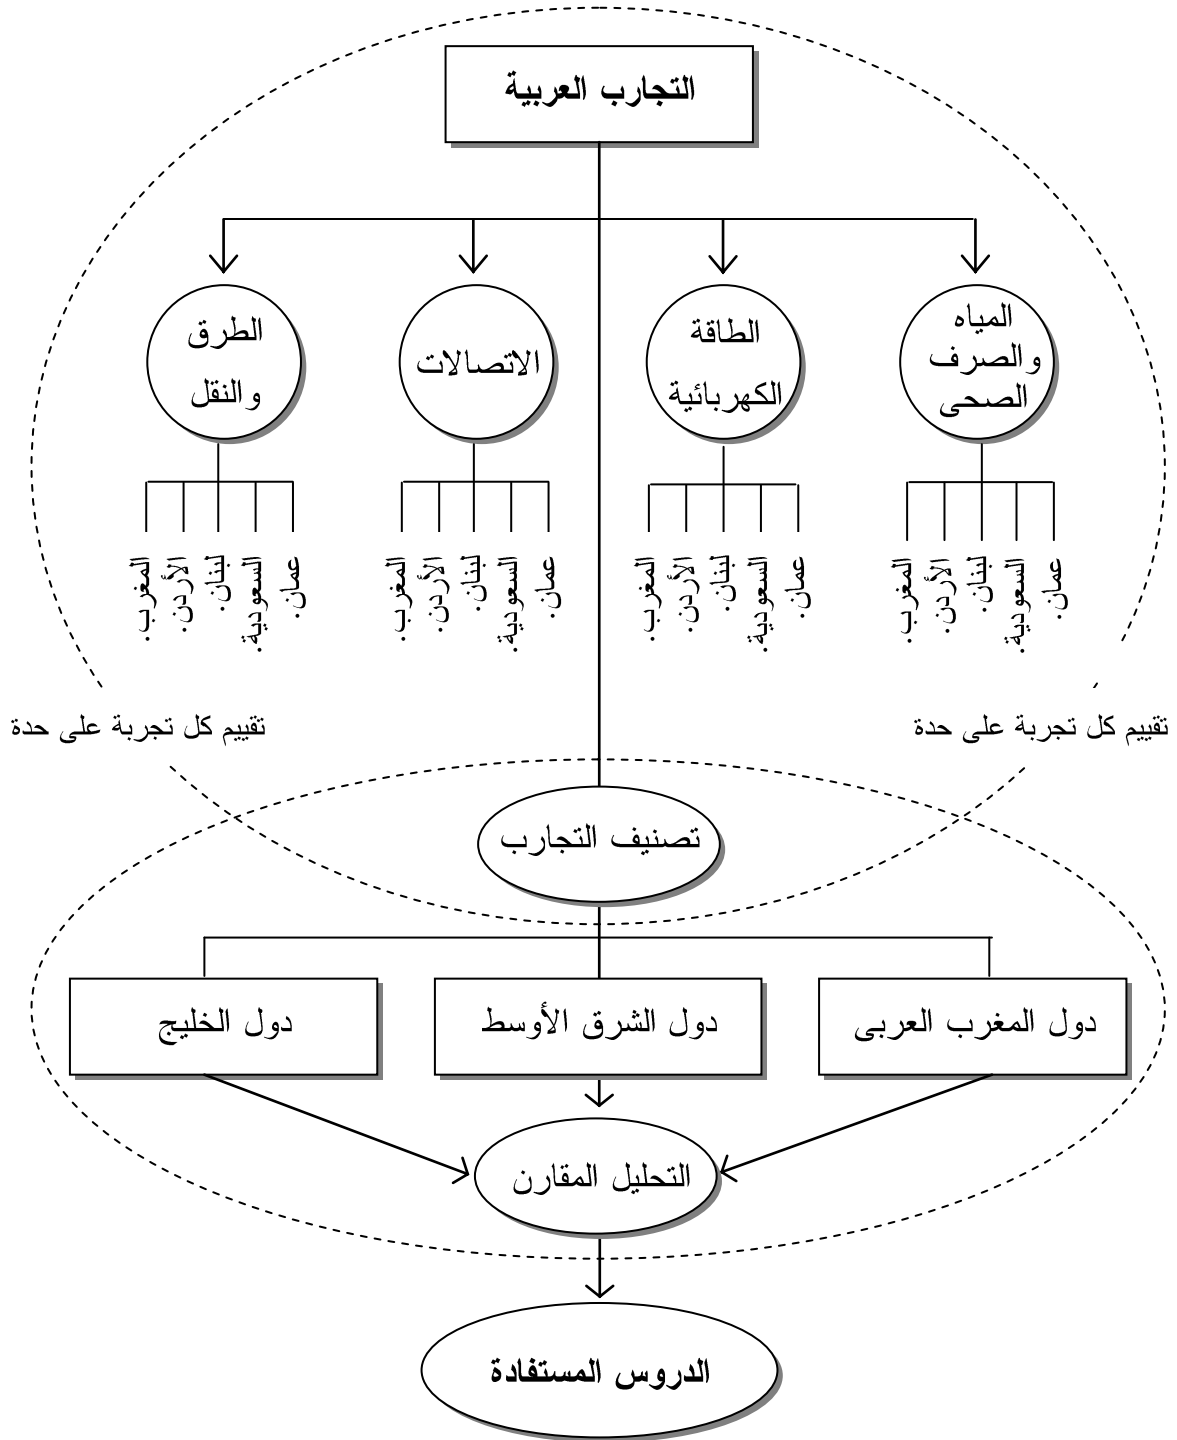 التجارب العربية
المياه
والصرف
الصحى
الطاقة
الكهربائية
الاتصالات
الطرق
والنقل
عمان.
السعودية.
لبنان.
الأردن.
المغرب.
عمان.
السعودية.
لبنان.
الأردن.
المغرب.
عمان.
السعودية.
لبنان.
الأردن.
المغرب.
عمان.
السعودية.
لبنان.
الأردن.
المغرب.
تقييم كل تجربة على حدة
تقييم كل تجربة على حدة
تصنيف التجارب
دول المغرب العربى
دول الشرق الأوسط
دول الخليج
التحليل المقارن
الدروس المستفادة